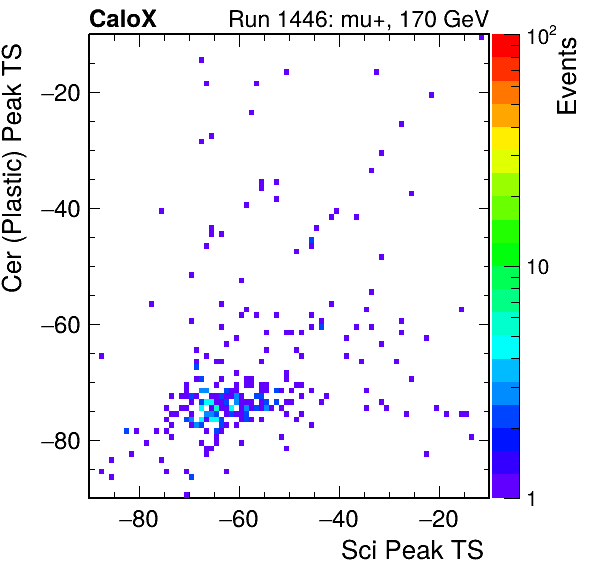 CaloX Run 1446: mu+, 170 GeV
Cer (Plastic) Peak TS
−20
−40
−60
−80
−80 −60 −40 −20
Sci Peak TS
10²
10
1
Events